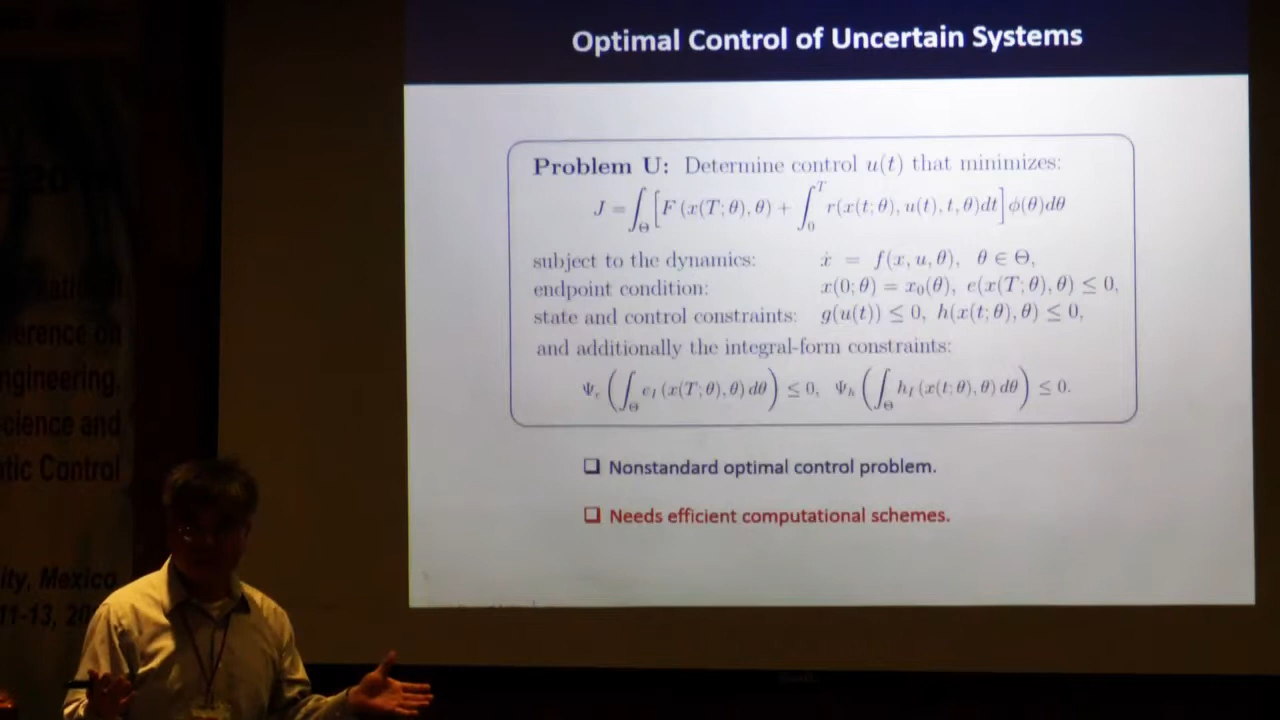 Optimal Control of Uncertain Systems
Problem U: Determine control u(t) that minimizes:
J = ∫_Θ [F (x(T; θ), θ) + ∫_0^T r(x(t; θ), u(t), t, θ)dt] φ(θ)dθ
subject to the dynamics: ẋ = f(x, u, θ), θ ∈ Θ,
endpoint condition: x(0; θ) = x₀(θ), e(x(T; θ), θ) ≤ 0,
state and control constraints: g(u(t)) ≤ 0, h(x(t; θ), θ) ≤ 0,
and additionally the integral-form constraints:
Ψ_e (∫_Θ e_I (x(T; θ), θ) dθ) ≤ 0, Ψ_h (∫_Θ h_I (x(t; θ), θ) dθ) ≤ 0.
❑ Nonstandard optimal control problem.
❑ Needs efficient computational schemes.
erence on
ngineering,
cience and
tic Control
ity, Mexico
11-13, 20